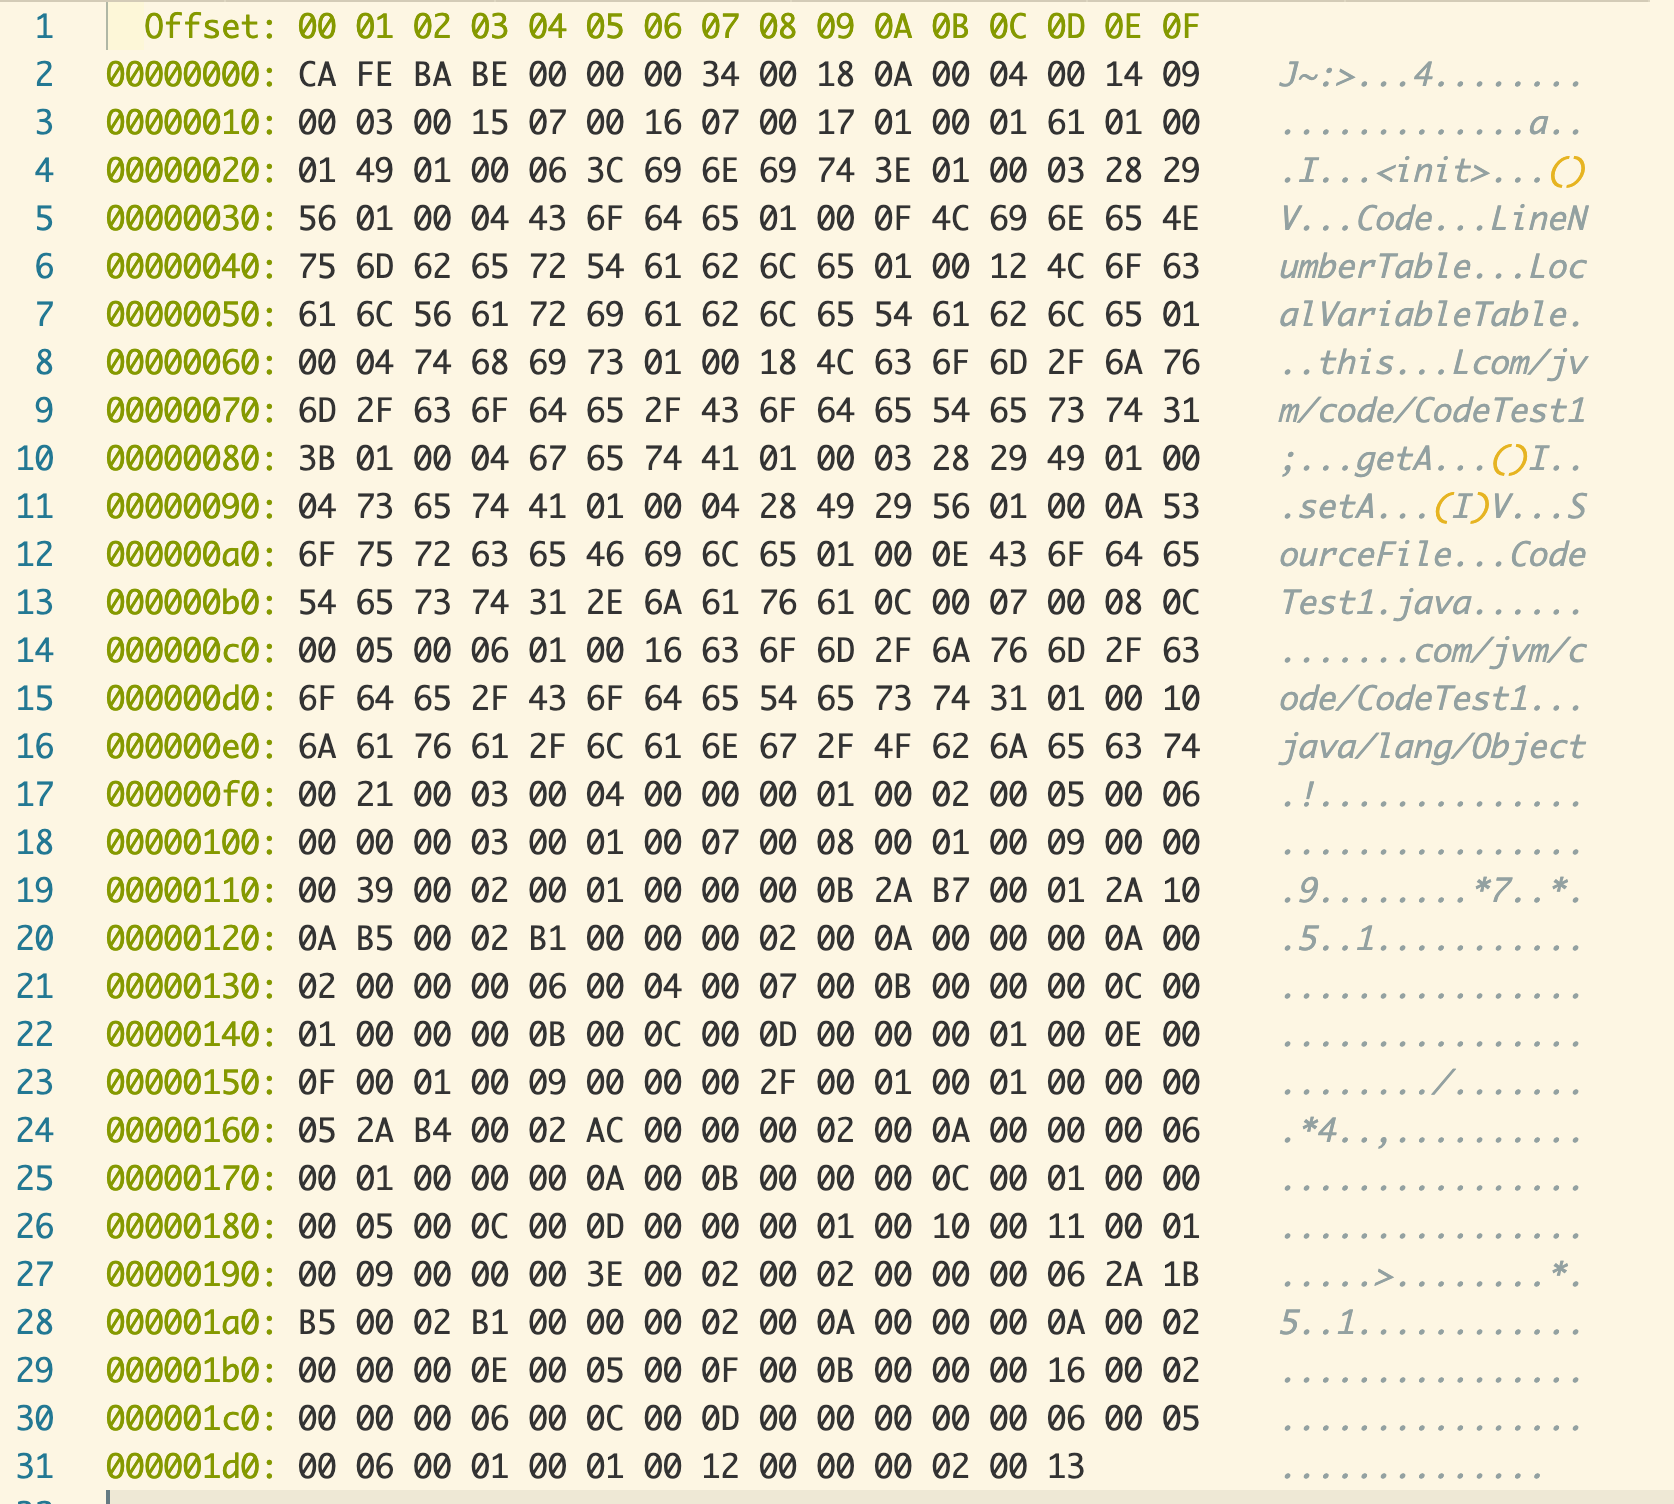 1 Offset: 00 01 02 03 04 05 06 07 08 09 0A 0B 0C 0D 0E 0F
2 00000000: CA FE BA BE 00 00 00 34 00 18 0A 00 04 00 14 09 J~:>...4........
3 00000010: 00 03 00 15 07 00 16 07 00 17 01 00 01 61 01 00 .............a..
4 00000020: 01 49 01 00 06 3C 69 6E 69 74 3E 01 00 03 28 29 .I...<init>...()
5 00000030: 56 01 00 04 43 6F 64 65 01 00 0F 4C 69 6E 65 4E V...Code...LineN
6 00000040: 75 6D 62 65 72 54 61 62 6C 65 01 00 12 4C 6F 63 umberTable...Loc
7 00000050: 61 6C 56 61 72 69 61 62 6C 65 54 61 62 6C 65 01 alVariableTable.
8 00000060: 00 04 74 68 69 73 01 00 18 4C 63 6F 6D 2F 6A 76 ..this...Lcom/jv
9 00000070: 6D 2F 63 6F 64 65 2F 43 6F 64 65 54 65 73 74 31 m/code/CodeTest1
10 00000080: 3B 01 00 04 67 65 74 41 01 00 03 28 29 49 01 00 ;...getA...()I..
11 00000090: 04 73 65 74 41 01 00 04 28 49 29 56 01 00 0A 53 .setA...(I)V...S
12 000000a0: 6F 75 72 63 65 46 69 6C 65 01 00 0E 43 6F 64 65 ourceFile...Code
13 000000b0: 54 65 73 74 31 2E 6A 61 76 61 0C 00 07 00 08 0C Test1.java......
14 000000c0: 00 05 00 06 01 00 16 63 6F 6D 2F 6A 76 6D 2F 63 .......com/jvm/c
15 000000d0: 6F 64 65 2F 43 6F 64 65 54 65 73 74 31 01 00 10 ode/CodeTest1...
16 000000e0: 6A 61 76 61 2F 6C 61 6E 67 2F 4F 62 6A 65 63 74 java/lang/Object
17 000000f0: 00 21 00 03 00 04 00 00 00 01 00 02 00 05 00 06 .!..............
18 00000100: 00 00 00 03 00 01 00 07 00 08 00 01 00 09 00 00 ................
19 00000110: 00 39 00 02 00 01 00 00 00 0B 2A B7 00 01 2A 10 .9........*7..*.
20 00000120: 0A B5 00 02 B1 00 00 00 02 00 0A 00 00 00 0A 00 .5..1...........
21 00000130: 02 00 00 00 06 00 04 00 07 00 0B 00 00 00 0C 00 ................
22 00000140: 01 00 00 00 0B 00 0C 00 0D 00 00 00 01 00 0E 00 ................
23 00000150: 0F 00 01 00 09 00 00 00 2F 00 01 00 01 00 00 00 ......../.......
24 00000160: 05 2A B4 00 02 AC 00 00 00 02 00 0A 00 00 00 06 .*4..,..........
25 00000170: 00 01 00 00 00 0A 00 0B 00 00 00 0C 00 01 00 00 ................
26 00000180: 00 05 00 0C 00 0D 00 00 00 01 00 10 00 11 00 01 ................
27 00000190: 00 09 00 00 00 3E 00 02 00 02 00 00 00 06 2A 1B .....>........*.
28 000001a0: B5 00 02 B1 00 00 00 02 00 0A 00 00 00 0A 00 02 5..1............
29 000001b0: 00 00 00 0E 00 05 00 0F 00 0B 00 00 00 16 00 02 ................
30 000001c0: 00 00 00 06 00 0C 00 0D 00 00 00 00 00 06 00 05 ................
31 000001d0: 00 06 00 01 00 01 00 12 00 00 00 02 00 13 ..............